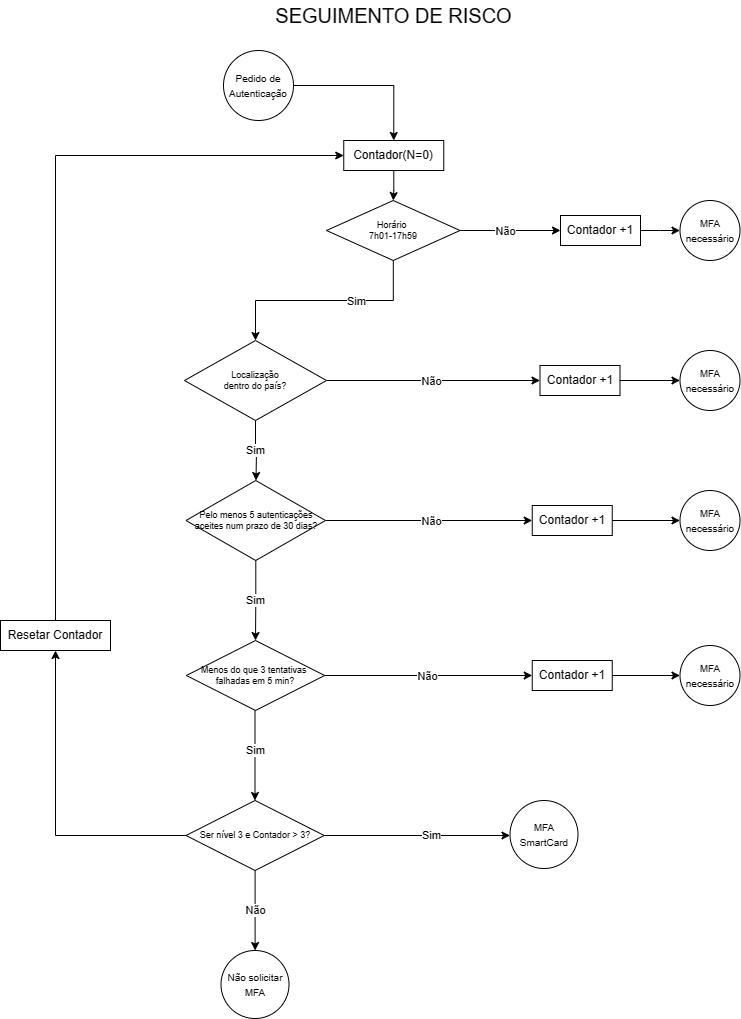 SEGUIMENTO DE RISCO
Pedido de
Autenticação
Contador(N=0)
Horário
7h01-17h59
Não
Contador +1
MFA
necessário
Sim
Localização
dentro do país?
Não
Contador +1
MFA
necessário
Sim
Pelo menos 5 autenticações
aceites num prazo de 30 dias?
Não
Contador +1
MFA
necessário
Sim
Resetar Contador
Menos do que 3 tentativas
falhadas em 5 min?
Não
Contador +1
MFA
necessário
Sim
Ser nível 3 e Contador > 3?
Sim
MFA
SmartCard
Não
Não solicitar
MFA